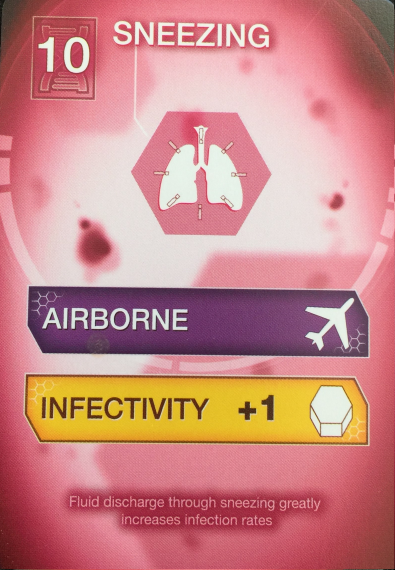 10
SNEEZING
AIRBORNE
INFECTIVITY +1
Fluid discharge through sneezing greatly
increases infection rates